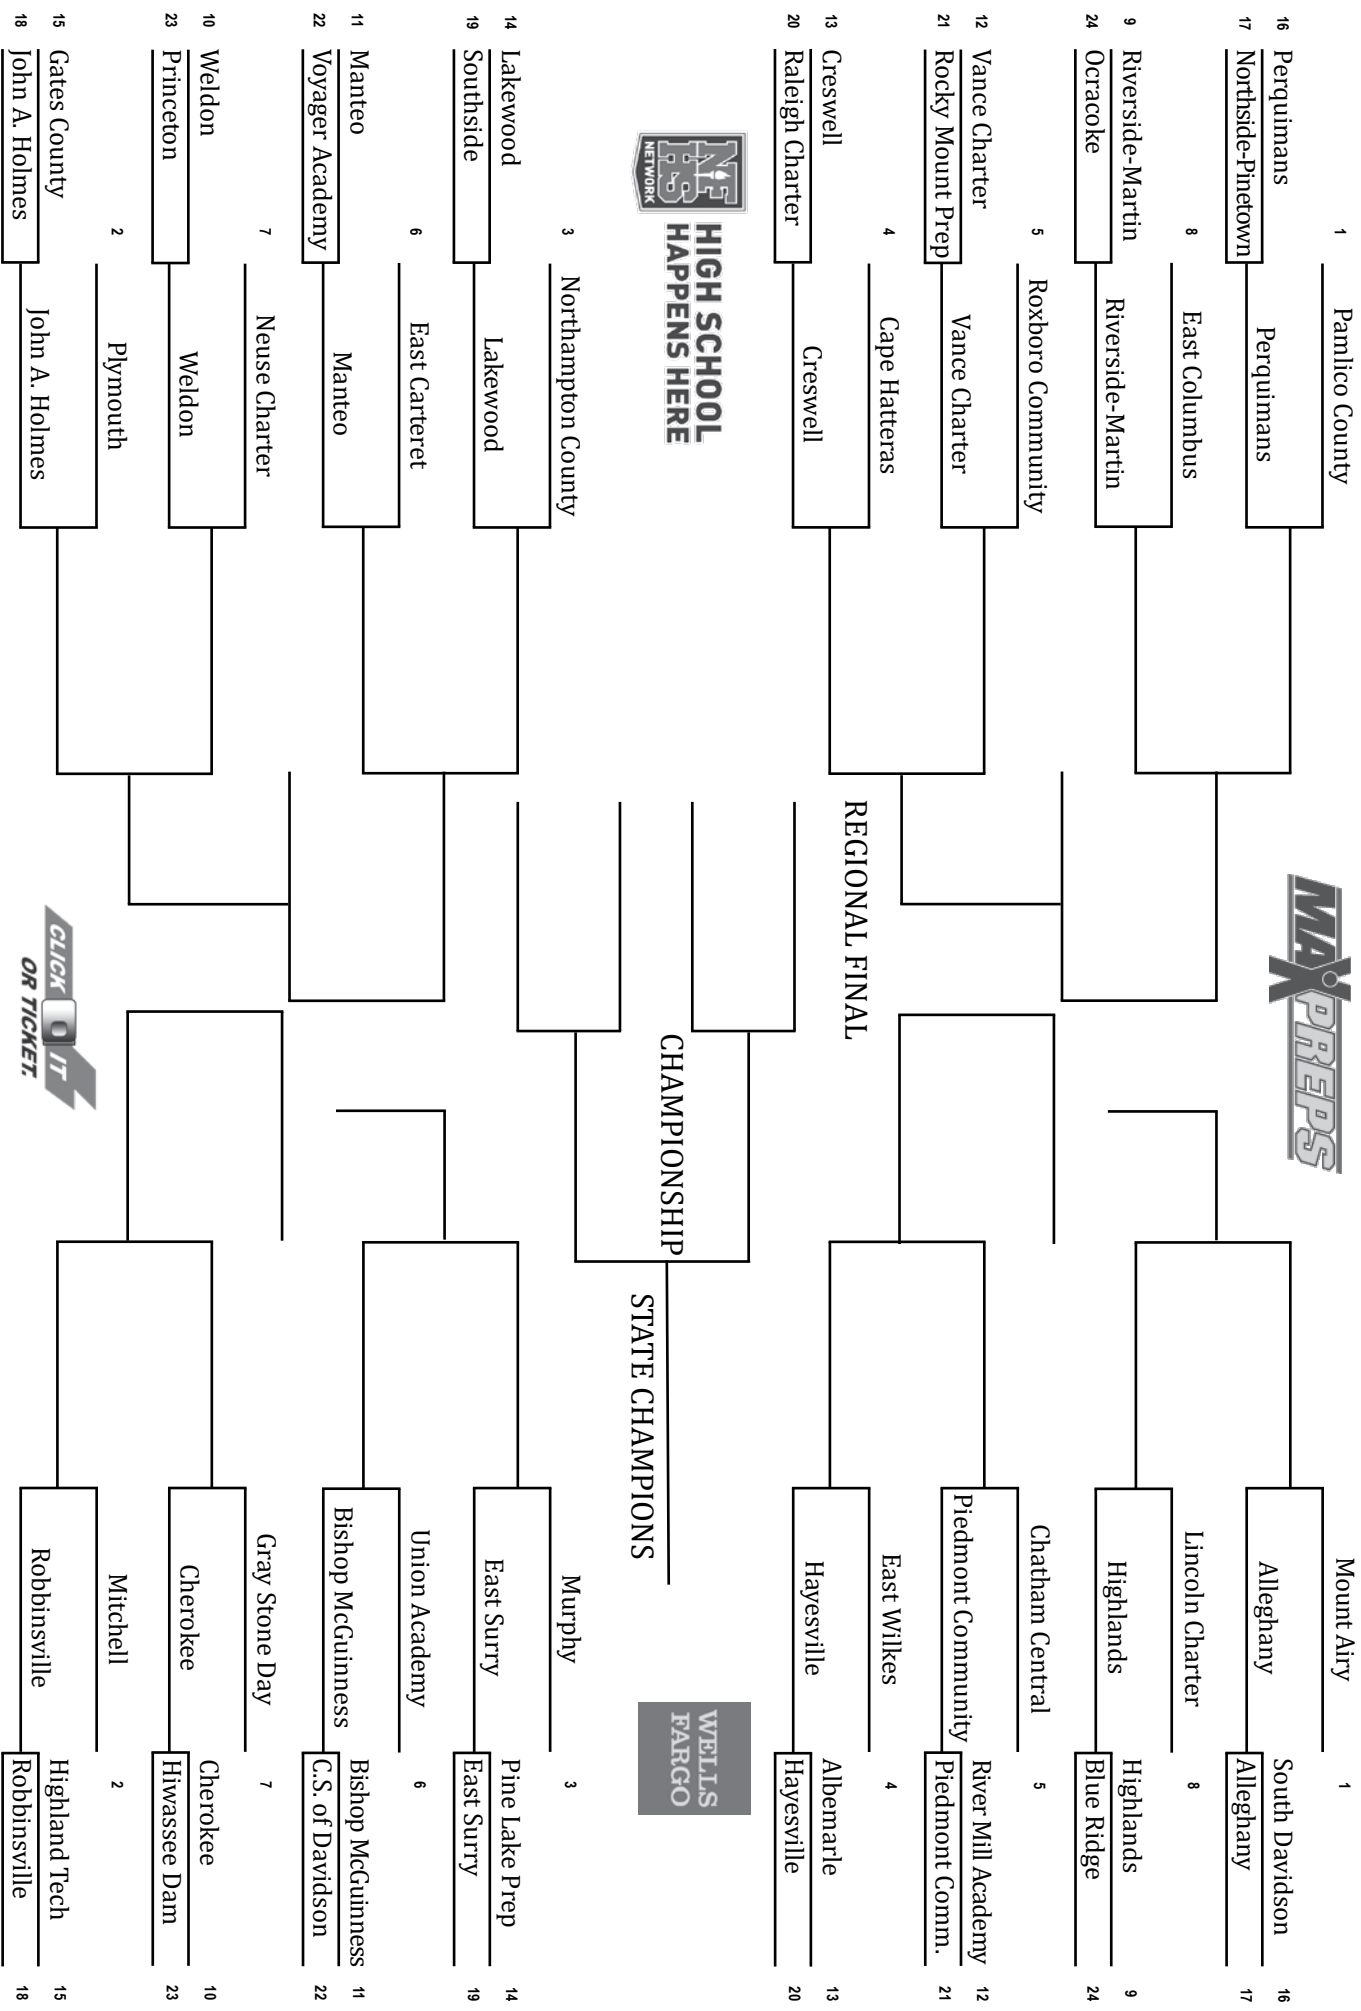 1
Pamlico County
16
Perquimans
17
Northside-Pinetown
Perquimans
8
East Columbus
9
Riverside-Martin
24
Ocracoke
Riverside-Martin
5
Roxboro Community
12
Vance Charter
21
Rocky Mount Prep
Vance Charter
4
Cape Hatteras
13
Creswell
20
Raleigh Charter
Creswell
NFHS
NETWORK
HIGH SCHOOL
HAPPENS HERE
3
Northampton County
14
Lakewood
19
Southside
Lakewood
6
East Carteret
11
Manteo
22
Voyager Academy
Manteo
7
Neuse Charter
10
Weldon
23
Princeton
Weldon
2
Plymouth
15
Gates County
18
John A. Holmes
John A. Holmes
MAXPREPS
REGIONAL FINAL
CHAMPIONSHIP
STATE CHAMPIONS
CLICK IT
OR TICKET.
Mount Airy
1
South Davidson
16
Alleghany
17
Alleghany
Lincoln Charter
8
Highlands
9
Blue Ridge
24
Highlands
Chatham Central
5
River Mill Academy
12
Piedmont Comm.
21
Piedmont Community
East Wilkes
4
Albemarle
13
Hayesville
20
Hayesville
WELLS
FARGO
Murphy
3
Pine Lake Prep
14
East Surry
19
East Surry
Union Academy
6
Bishop McGuinness
11
C.S. of Davidson
22
Bishop McGuinness
Gray Stone Day
7
Cherokee
10
Hiwassee Dam
23
Cherokee
Mitchell
2
Highland Tech
15
Robbinsville
18
Robbinsville